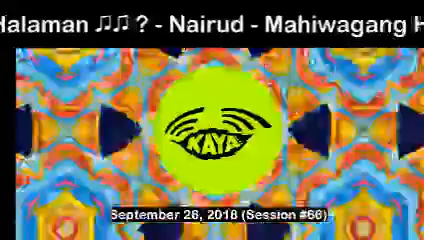 Halaman ♫♫ ? - Nairud - Mahiwagang H
KAYA
September 28, 2018 (Session #66)